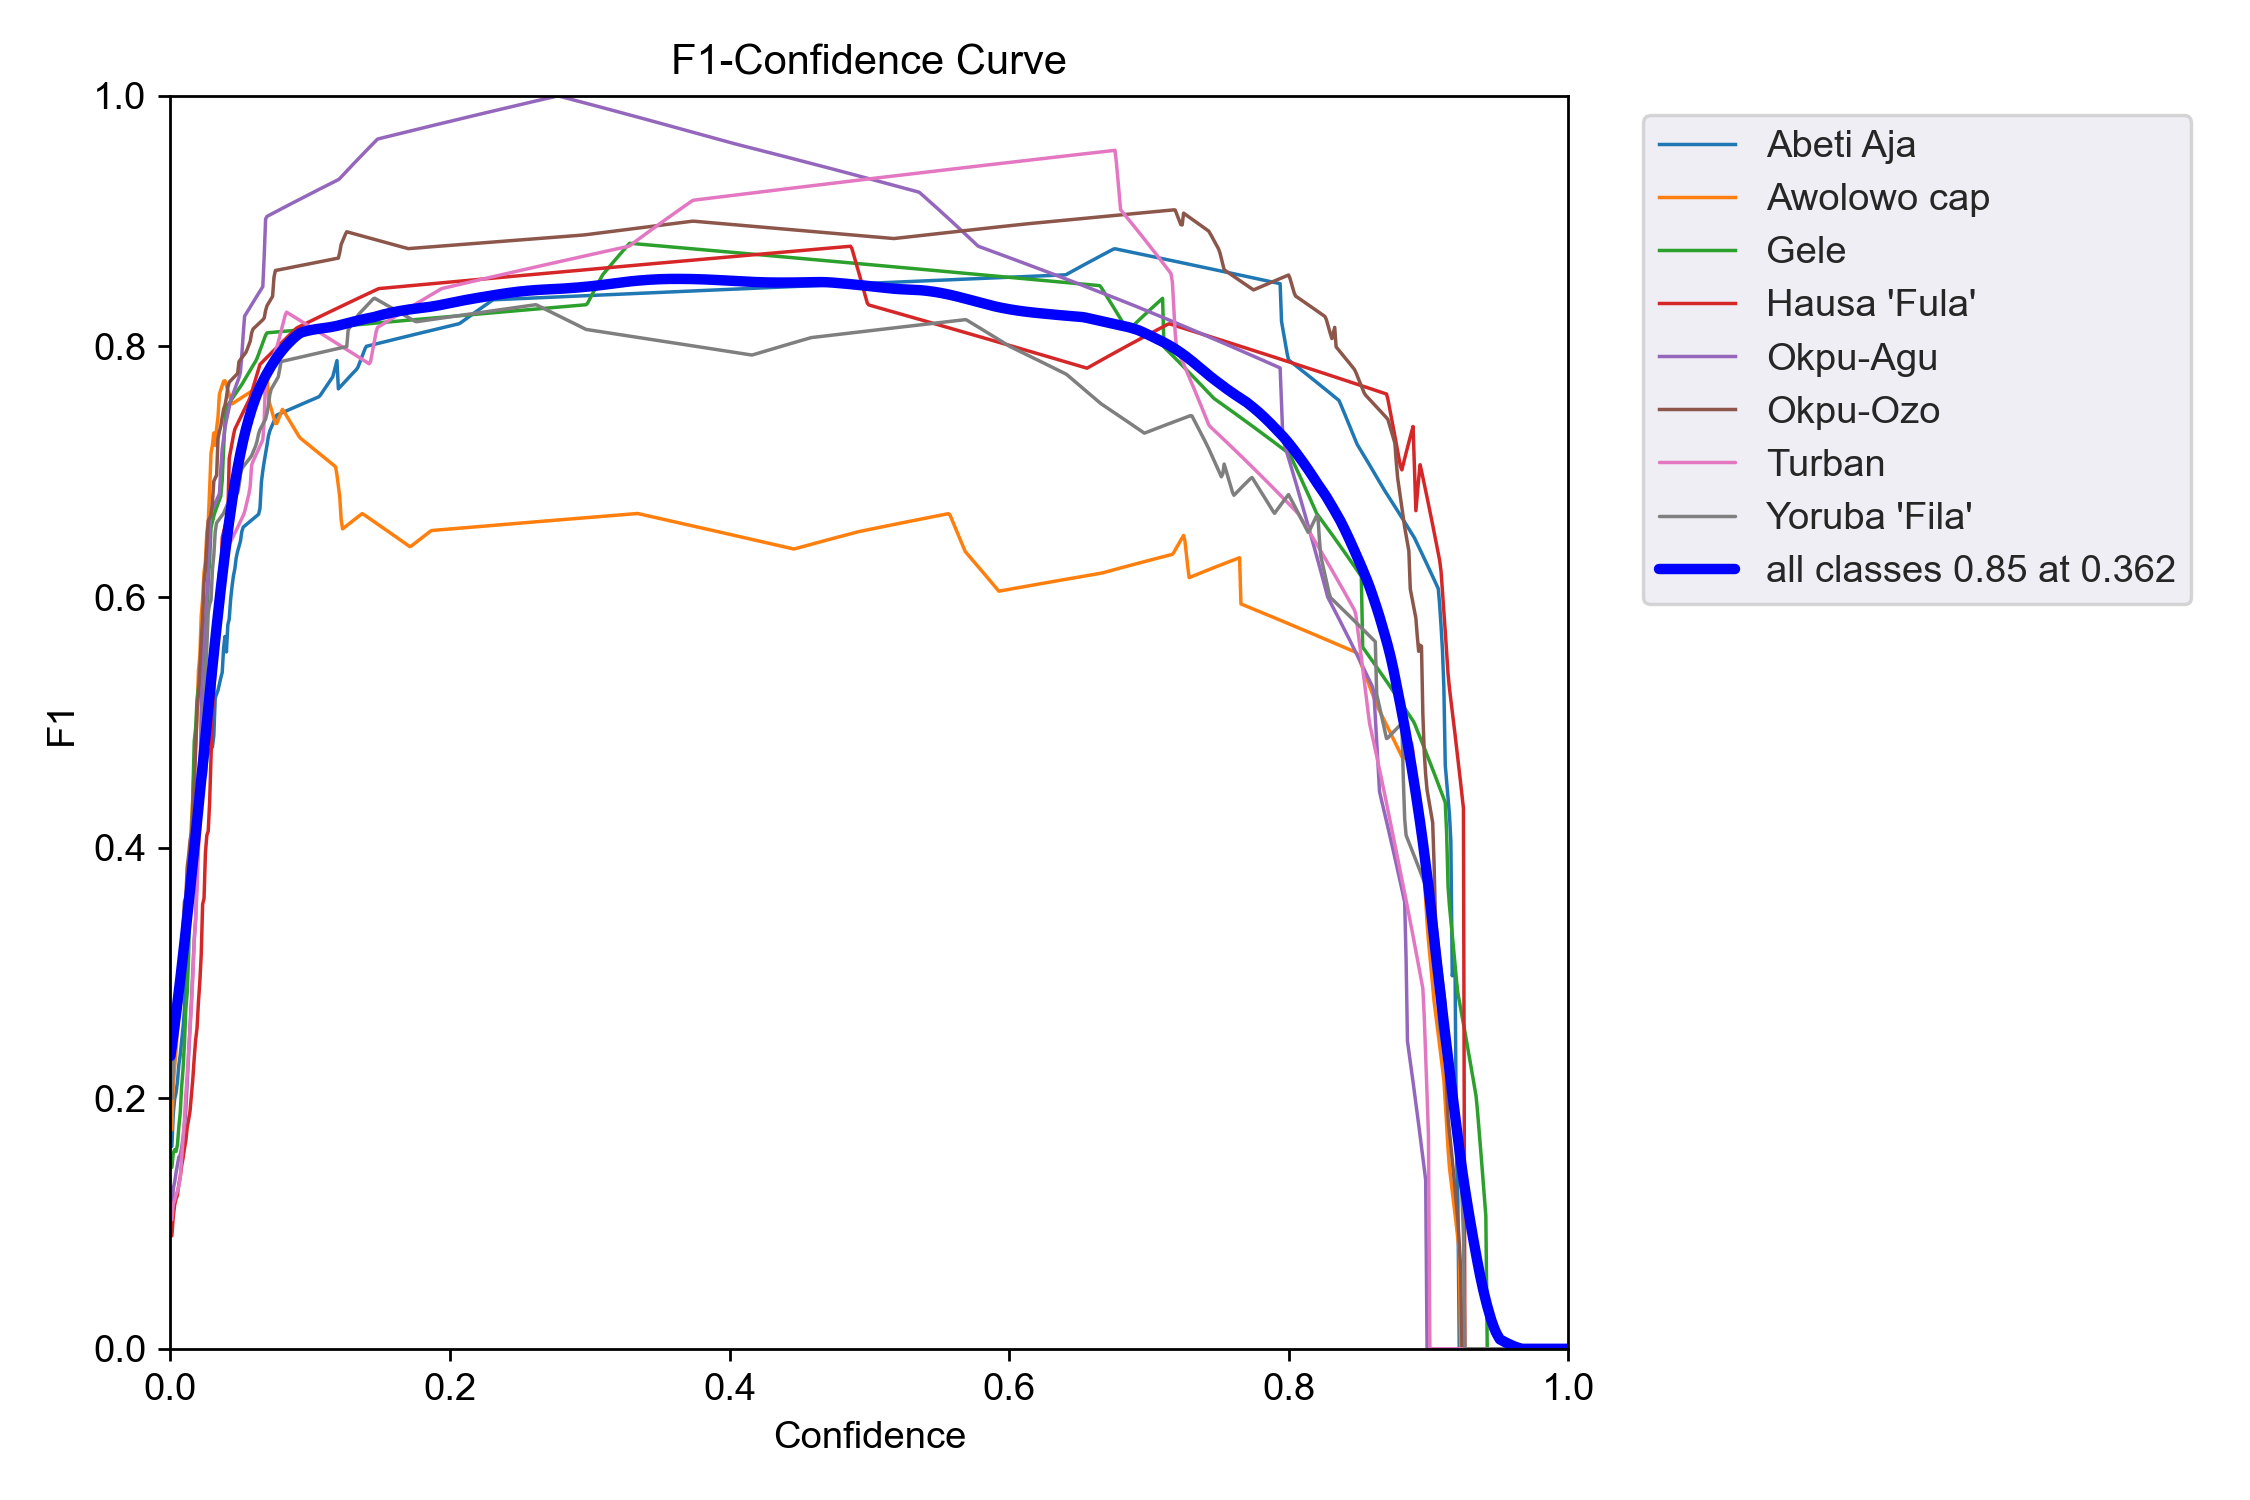 F1-Confidence Curve
1.0
0.8
0.6
0.4
0.2
0.0
F1
0.0 0.2 0.4 0.6 0.8 1.0
Confidence
Abeti Aja
Awolowo cap
Gele
Hausa 'Fula'
Okpu-Agu
Okpu-Ozo
Turban
Yoruba 'Fila'
all classes 0.85 at 0.362